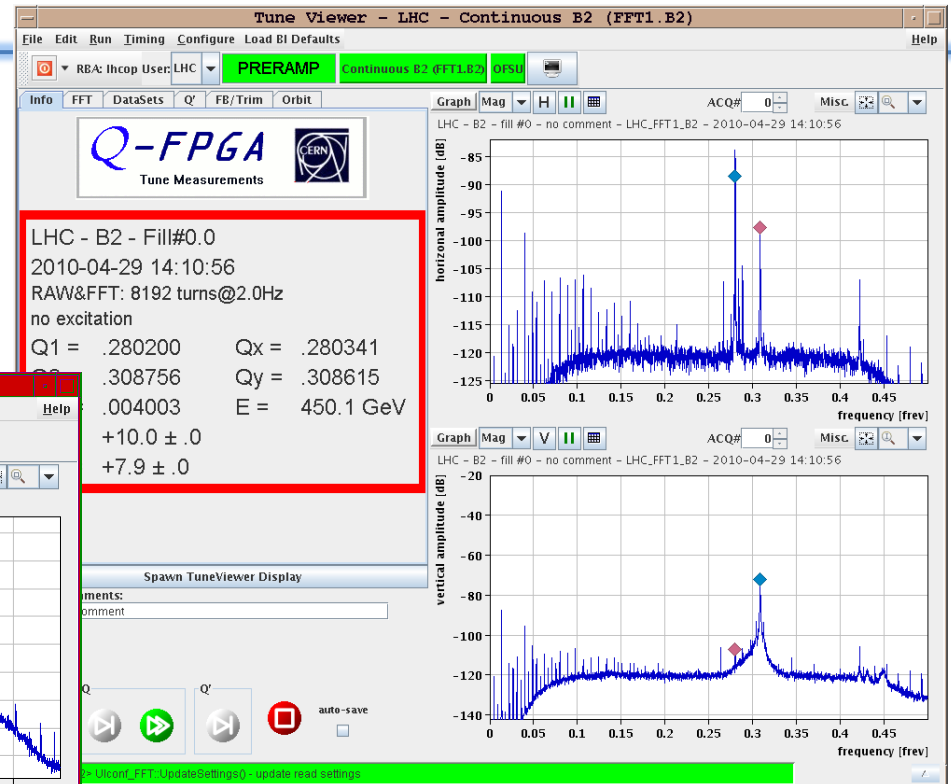 Tune Viewer - LHC - Continuous B2 (FFT1.B2)
File Edit Run Timing Configure Load BI Defaults Help
RBA: lhcop User: LHC PRERAMP Continuous B2 (FFT1.B2) OFSU
Info FFT DataSets Q' FB/Trim Orbit
Q-FPGA
Tune Measurements
CERN
LHC - B2 - Fill#0.0
2010-04-29 14:10:56
RAW&FFT: 8192 turns@2.0Hz
no excitation
Q1 = .280200 Qx = .280341
.308756 Qy = .308615
.004003 E = 450.1 GeV
+10.0 ± .0
+7.9 ± .0
Help
Spawn TuneViewer Display
ments:
omment
Q Q'
auto-save
2> UIconf_FFT::UpdateSettings() - update read settings
Graph Mag H ACQ# 0 Misc.
LHC - B2 - fill #0 - no comment - LHC_FFT1_B2 - 2010-04-29 14:10:56
horizonal amplitude [dB]
-85
-90
-95
-100
-105
-110
-115
-120
-125
0 0.05 0.1 0.15 0.2 0.25 0.3 0.35 0.4 0.45
frequency [frev]
Graph Mag V ACQ# 0 Misc.
LHC - B2 - fill #0 - no comment - LHC_FFT1_B2 - 2010-04-29 14:10:56
vertical amplitude [dB]
-20
-40
-60
-80
-100
-120
-140
0 0.05 0.1 0.15 0.2 0.25 0.3 0.35 0.4 0.45
frequency [frev]